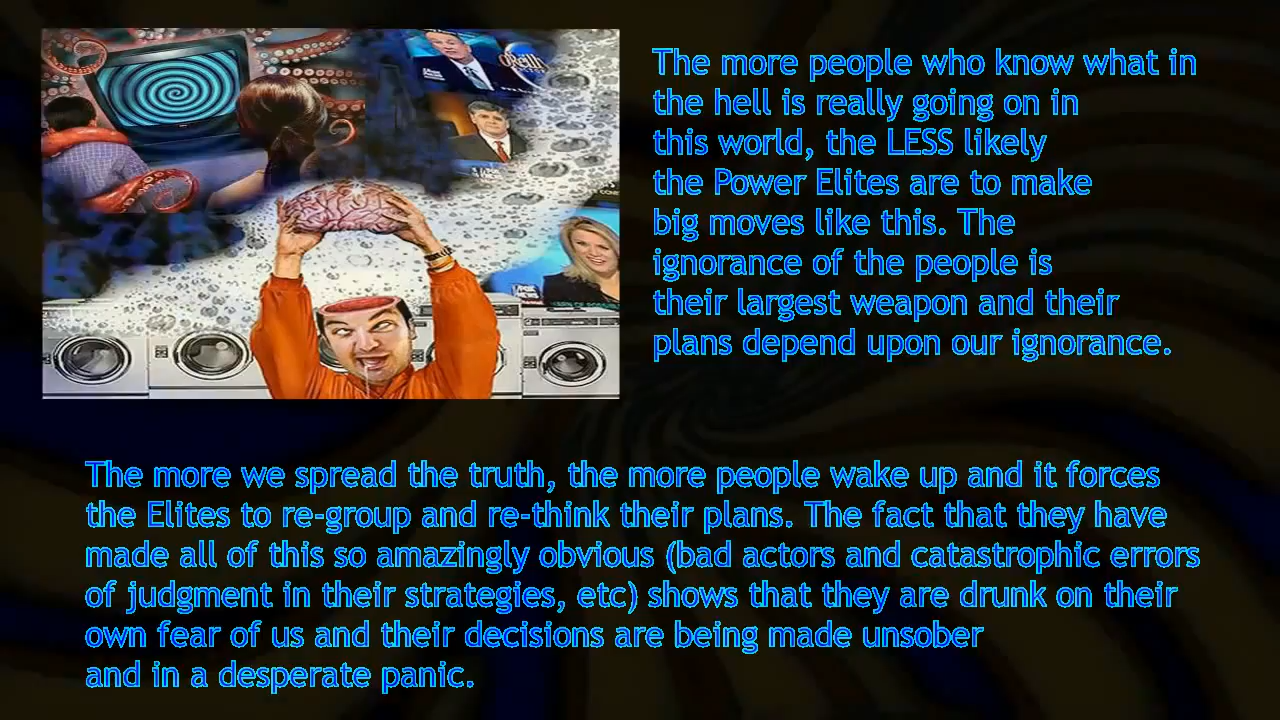 O'Reilly
The more people who know what in
the hell is really going on in
this world, the LESS likely
the Power Elites are to make
big moves like this. The
ignorance of the people is
their largest weapon and their
plans depend upon our ignorance.
The more we spread the truth, the more people wake up and it forces
the Elites to re-group and re-think their plans. The fact that they have
made all of this so amazingly obvious (bad actors and catastrophic errors
of judgment in their strategies, etc) shows that they are drunk on their
own fear of us and their decisions are being made unsober
and in a desperate panic.